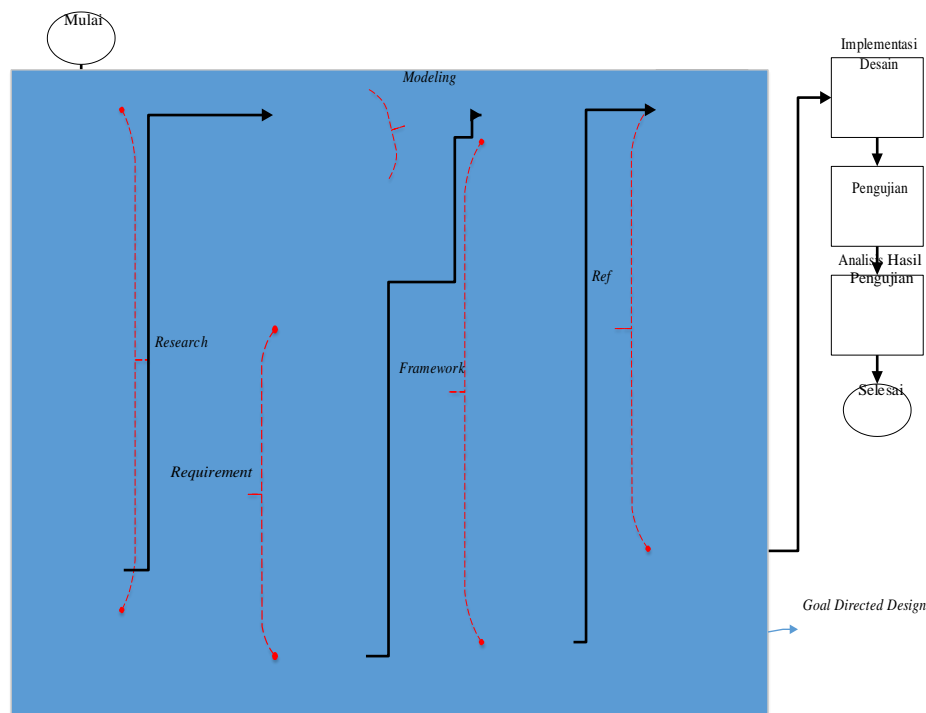 Mulai
Modeling
Research
Requirement
Framework
Ref
Implementasi
Desain
Pengujian
Analisis Hasil
Pengujian
Selesai
Goal Directed Design